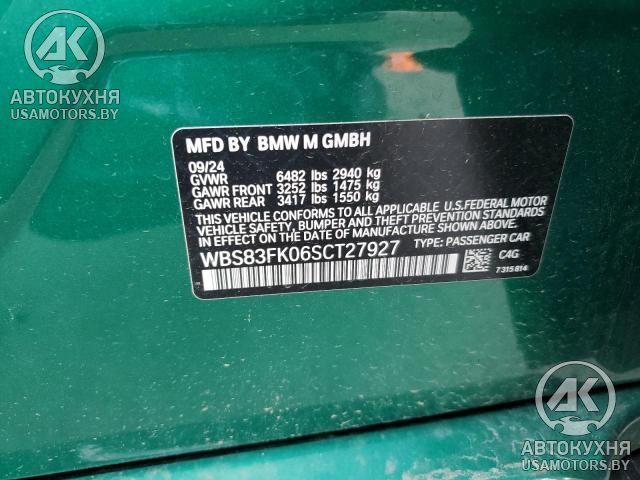 АК
АВТОКУХНЯ
USAMOTORS.BY
MFD BY BMW M GMBH
09/24
GVWR 6482 lbs 2940 kg
GAWR FRONT 3252 lbs 1475 kg
GAWR REAR 3417 lbs 1550 kg
THIS VEHICLE CONFORMS TO ALL APPLICABLE U.S.FEDERAL MOTOR
VEHICLE SAFETY, BUMPER AND THEFT PREVENTION STANDARDS
IN EFFECT ON THE DATE OF MANUFACTURE SHOWN ABOVE.
WBS83FK06SCT27927 TYPE: PASSENGER CAR
C4G
7315814
АК
АВТОКУХНЯ
USAMOTORS.BY